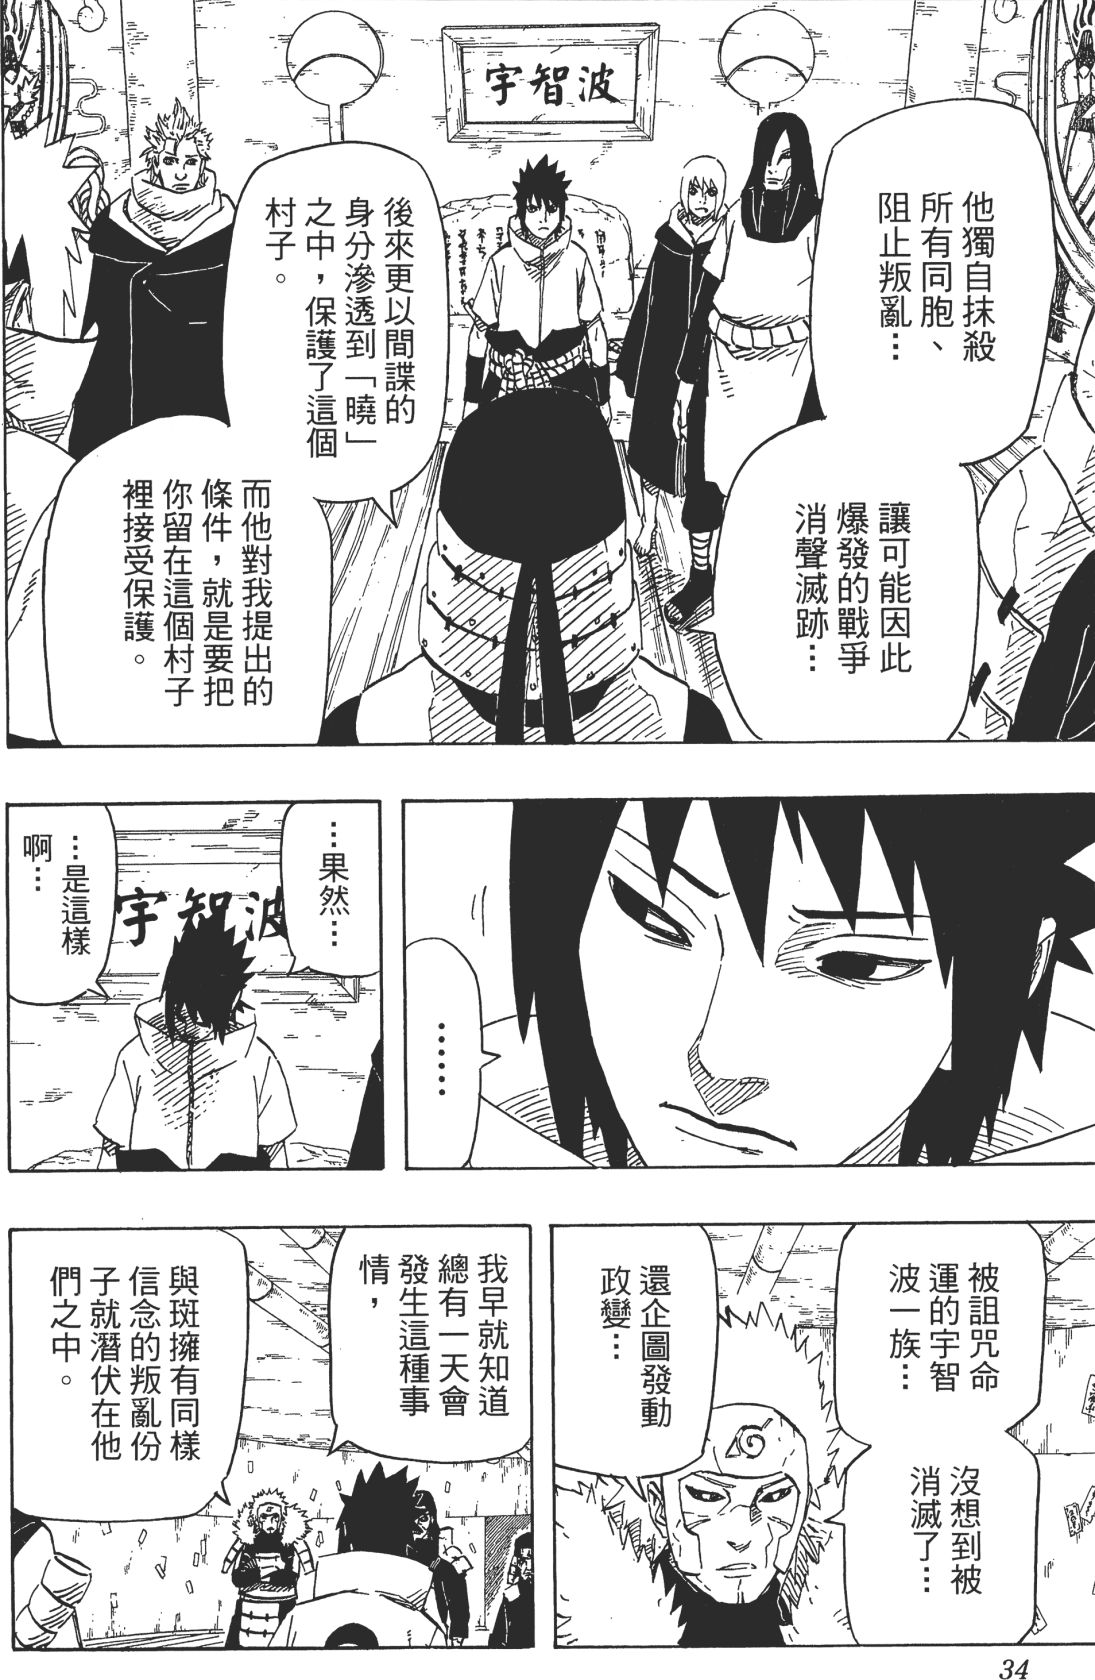 宇智波
他獨自抹殺
所有同胞、
阻止叛亂…
讓可能因此
爆發的戰爭
消聲滅跡…
後來更以間諜的
身分滲透到「曉」
之中，保護了這個
村子。
而他對我提出的
條件，就是要把
你留在這個村子
裡接受保護。
……
…果然…
…是這樣
啊…
宇智波
被詛咒命
運的宇智
波一族…
沒想到被
消滅了…
還企圖發動
政變…
我早就知道
總有一天會
發生這種事
情，
與斑擁有同樣
信念的叛亂份
子就潛伏在他
們之中。
34